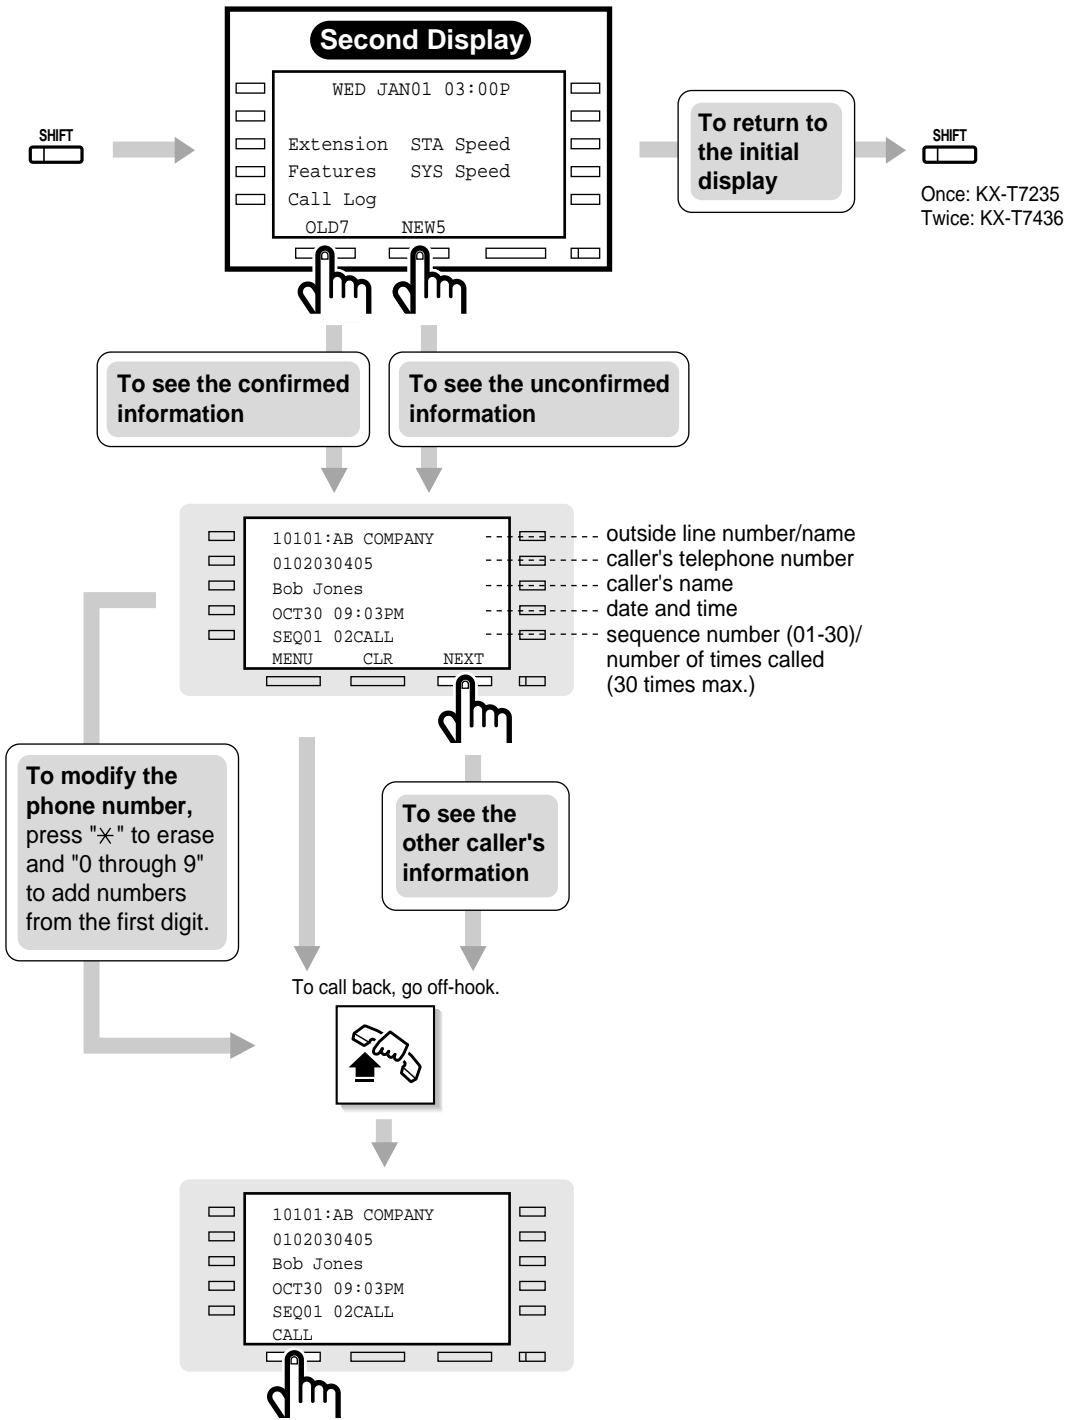 Second Display
WED JAN01 03:00P
Extension STA Speed
Features SYS Speed
Call Log
OLD7 NEW5
SHIFT
To return to
the initial
display
SHIFT
Once: KX-T7235
Twice: KX-T7436
To see the confirmed
information
To see the unconfirmed
information
10101:AB COMPANY
0102030405
Bob Jones
OCT30 09:03PM
SEQ01 02CALL
MENU CLR NEXT
outside line number/name
caller's telephone number
caller's name
date and time
sequence number (01-30)/
number of times called
(30 times max.)
To modify the
phone number,
press "✳" to erase
and "0 through 9"
to add numbers
from the first digit.
To see the
other caller's
information
To call back, go off-hook.
10101:AB COMPANY
0102030405
Bob Jones
OCT30 09:03PM
SEQ01 02CALL
CALL